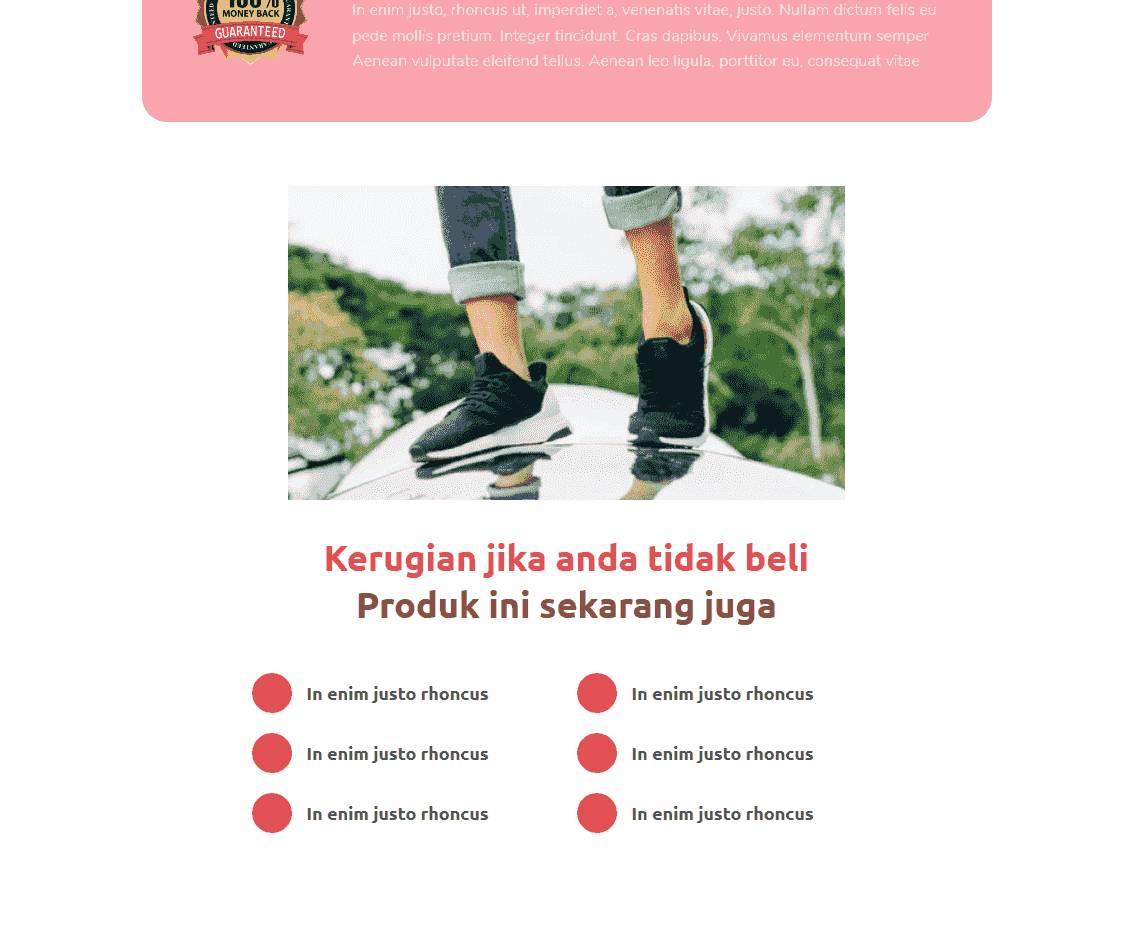 100%
MONEY BACK
GUARANTEED
GUARANTEED
In enim justo, rhoncus ut, imperdiet a, venenatis vitae, justo. Nullam dictum felis eu
pede mollis pretium. Integer tincidunt. Cras dapibus. Vivamus elementum semper
Aenean vulputate eleifend tellus. Aenean leo ligula, porttitor eu, consequat vitae
Kerugian jika anda tidak beli
Produk ini sekarang juga
In enim justo rhoncus
In enim justo rhoncus
In enim justo rhoncus
In enim justo rhoncus
In enim justo rhoncus
In enim justo rhoncus